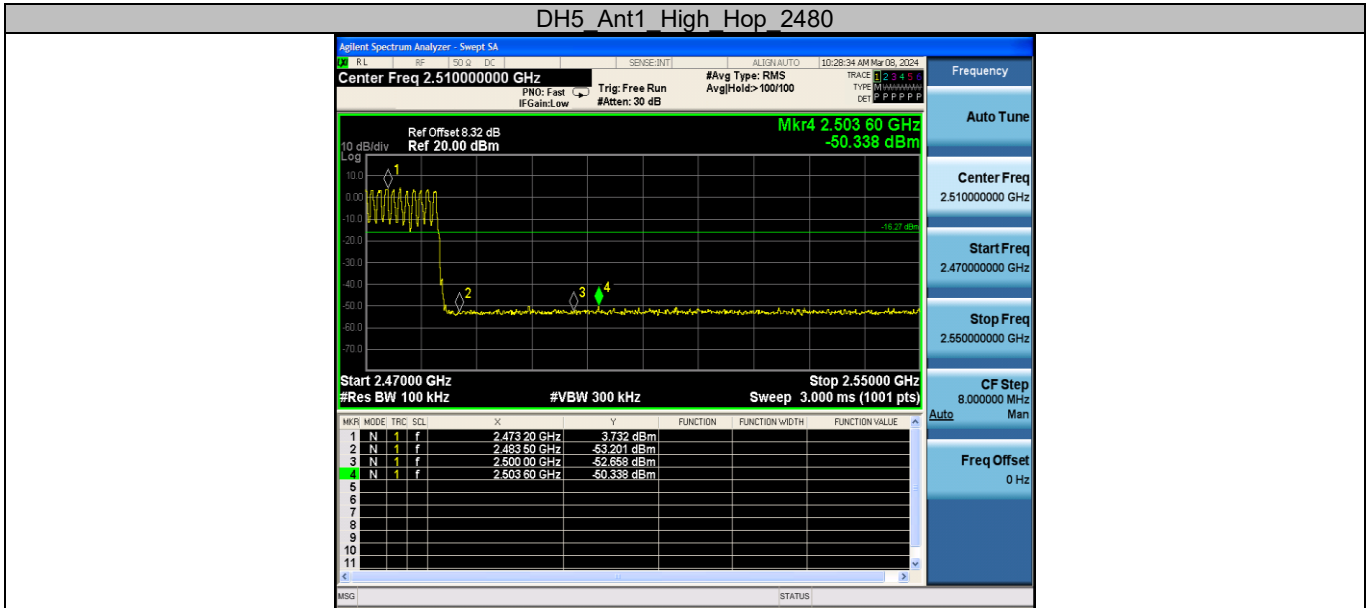 DH5_Ant1_High_Hop_2480
Agilent Spectrum Analyzer - Swept SA
RL RF 50 Ω DC SENSE:INT ALIGNAUTO 10:28:34 AM Mar 08, 2024
Center Freq 2.510000000 GHz
PNO: Fast
IFGain:Low
Trig: Free Run
#Atten: 30 dB
#Avg Type: RMS
Avg|Hold:>100/100
TRACE 1 2 3 4 5 6
TYPE M
DET P P P P P P
Frequency
Auto Tune
Center Freq
2.510000000 GHz
Start Freq
2.470000000 GHz
Stop Freq
2.550000000 GHz
CF Step
8.000000 MHz
Auto Man
Freq Offset
0 Hz
Mkr4 2.503 60 GHz
-50.338 dBm
Ref Offset 8.32 dB
10 dB/div Ref 20.00 dBm
Log
10.0
0.00
-10.0
-20.0
-30.0
-40.0
-50.0
-60.0
-70.0
1
2
3
4
-16.27 dBm
Start 2.47000 GHz Stop 2.55000 GHz
#Res BW 100 kHz #VBW 300 kHz Sweep 3.000 ms (1001 pts)
MKR MODE TRC SCL X Y FUNCTION FUNCTION WIDTH FUNCTION VALUE
1 N 1 f 2.473 20 GHz 3.732 dBm
2 N 1 f 2.483 50 GHz -53.201 dBm
3 N 1 f 2.500 00 GHz -52.658 dBm
4 N 1 f 2.503 60 GHz -50.338 dBm
5
6
7
8
9
10
11
MSG STATUS